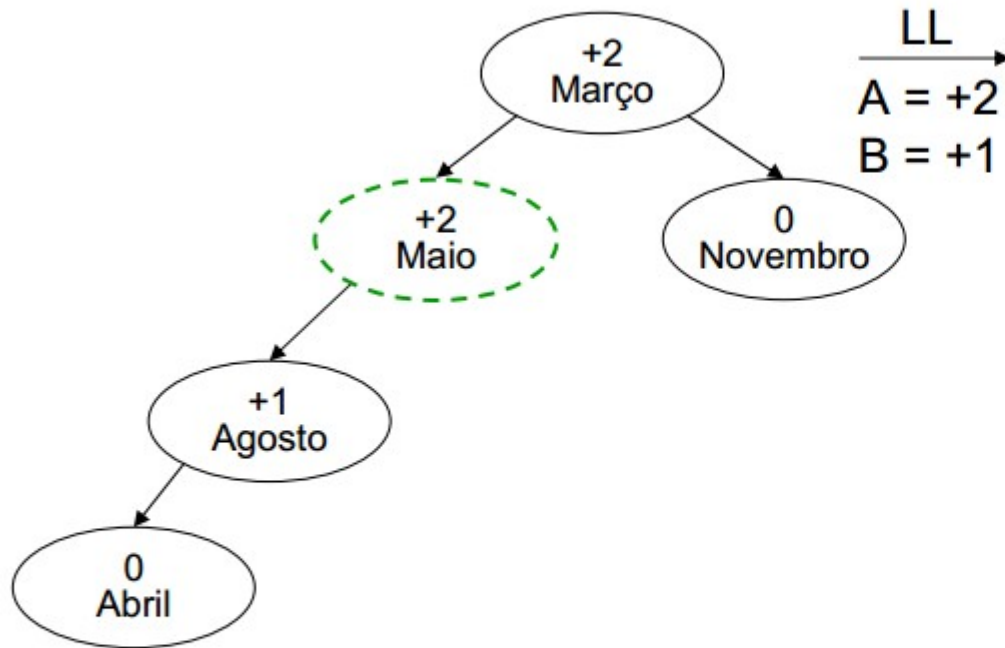 +2
Março
LL
A = +2
B = +1
+2
Maio
0
Novembro
+1
Agosto
0
Abril